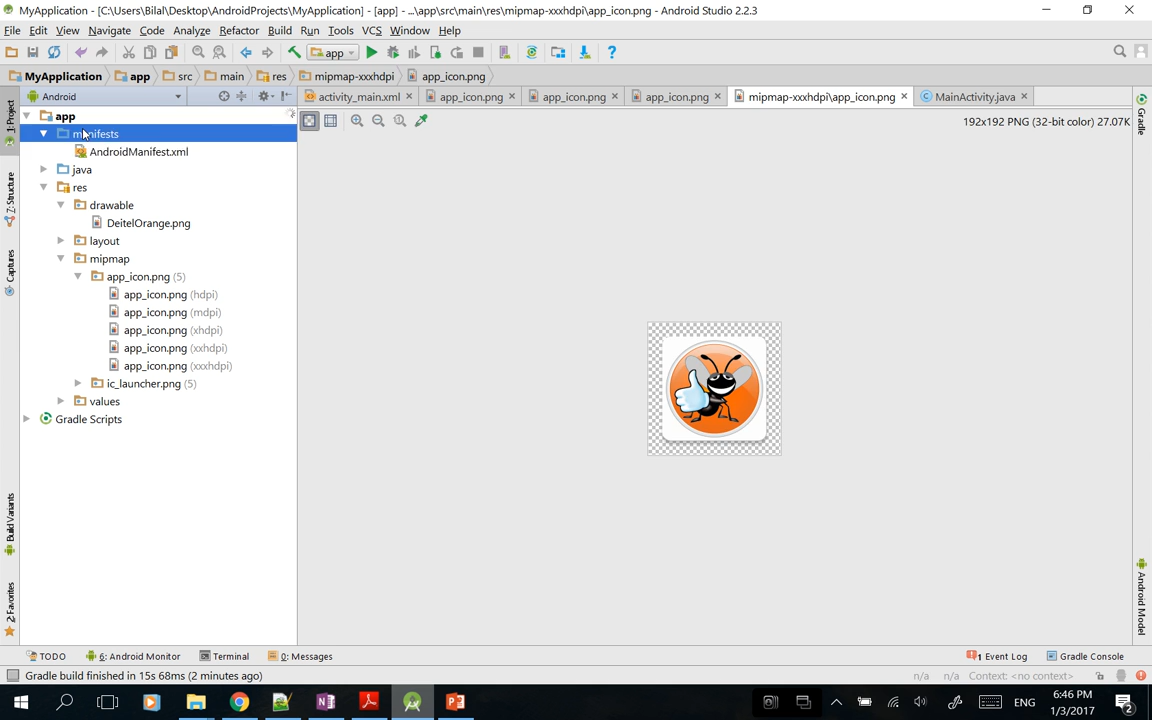 MyApplication - [C:\Users\Bilal\Desktop\AndroidProjects\MyApplication] - [app] - ...\app\src\main\res\mipmap-xxxhdpi\app_icon.png - Android Studio 2.2.3
File Edit View Navigate Code Analyze Refactor Build Run Tools VCS Window Help
app
MyApplication app src main res mipmap-xxxhdpi app_icon.png
Android
activity_main.xml app_icon.png app_icon.png app_icon.png mipmap-xxxhdpi\app_icon.png MainActivity.java
192x192 PNG (32-bit color) 27.07K
app
manifests
AndroidManifest.xml
java
res
drawable
DeitelOrange.png
layout
mipmap
app_icon.png (5)
app_icon.png (hdpi)
app_icon.png (mdpi)
app_icon.png (xhdpi)
app_icon.png (xxhdpi)
app_icon.png (xxxhdpi)
ic_launcher.png (5)
values
Gradle Scripts
1: Project
7: Structure
Captures
Build Variants
2: Favorites
Gradle
Android Model
TODO 6: Android Monitor Terminal 0: Messages 1 Event Log Gradle Console
Gradle build finished in 15s 68ms (2 minutes ago) n/a n/a Context: <no context>
ENG
6:46 PM
1/3/2017
2